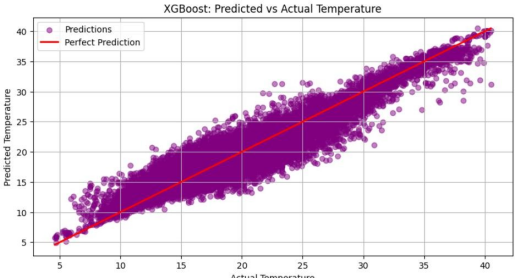 XGBoost: Predicted vs Actual Temperature
Predictions
Perfect Prediction
Predicted Temperature
40
35
30
25
20
15
10
5
5 10 15 20 25 30 35 40
Actual Temperature